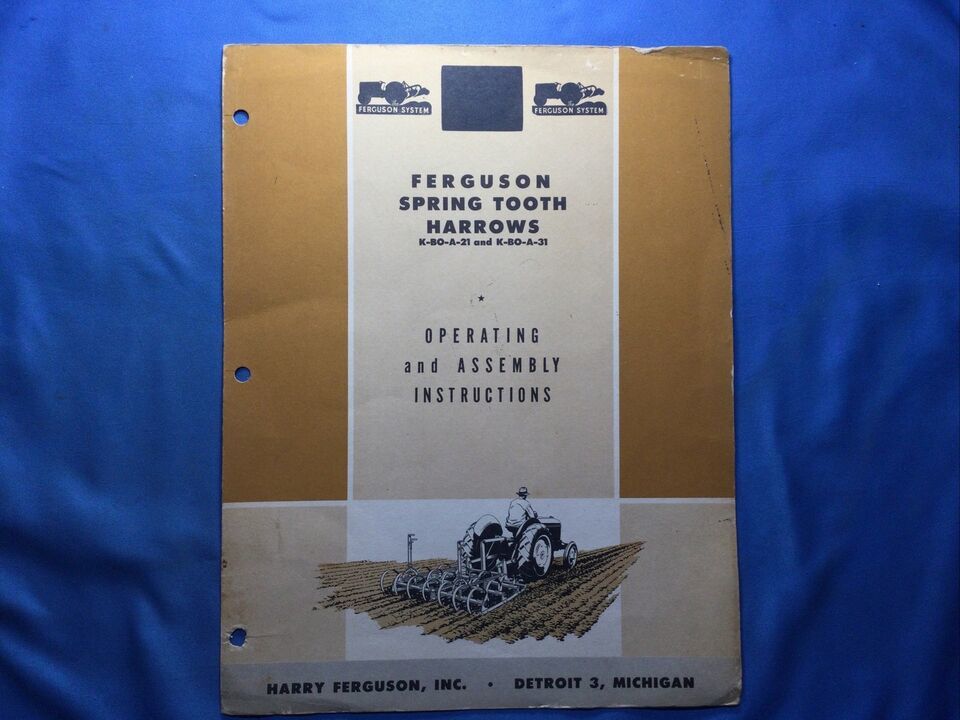 FERGUSON SYSTEM
FERGUSON SYSTEM
FERGUSON
SPRING TOOTH
HARROWS
K-BO-A-21 and K-BO-A-31
OPERATING
and ASSEMBLY
INSTRUCTIONS
HARRY FERGUSON, INC. • DETROIT 3, MICHIGAN